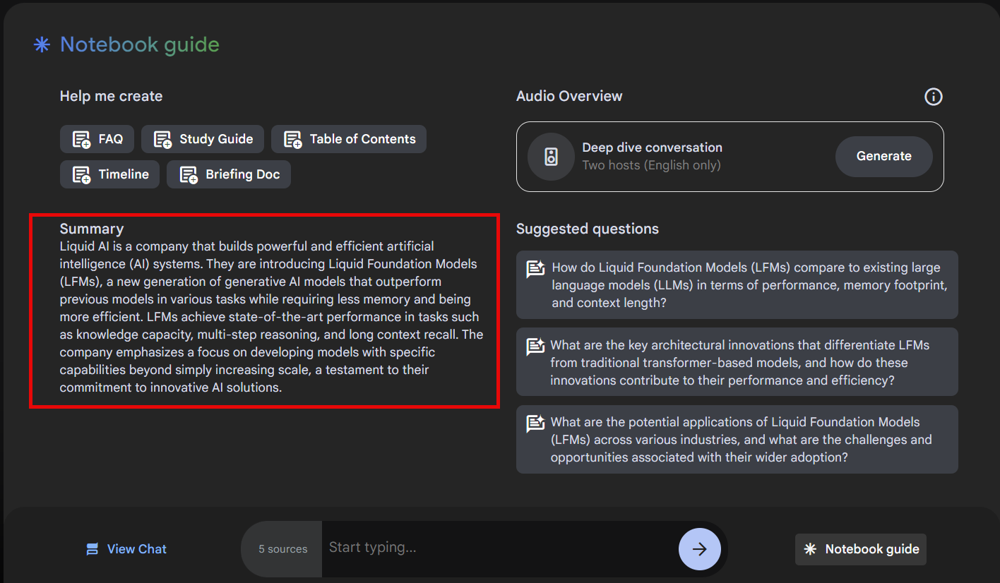 Notebook guide
Help me create
FAQ
Study Guide
Table of Contents
Timeline
Briefing Doc
Audio Overview
Deep dive conversation
Two hosts (English only)
Generate
Summary
Liquid AI is a company that builds powerful and efficient artificial
intelligence (AI) systems. They are introducing Liquid Foundation Models
(LFMs), a new generation of generative AI models that outperform
previous models in various tasks while requiring less memory and being
more efficient. LFMs achieve state-of-the-art performance in tasks such
as knowledge capacity, multi-step reasoning, and long context recall. The
company emphasizes a focus on developing models with specific
capabilities beyond simply increasing scale, a testament to their
commitment to innovative AI solutions.
Suggested questions
How do Liquid Foundation Models (LFMs) compare to existing large
language models (LLMs) in terms of performance, memory footprint,
and context length?
What are the key architectural innovations that differentiate LFMs
from traditional transformer-based models, and how do these
innovations contribute to their performance and efficiency?
What are the potential applications of Liquid Foundation Models
(LFMs) across various industries, and what are the challenges and
opportunities associated with their wider adoption?
View Chat
5 sources
Start typing...
Notebook guide